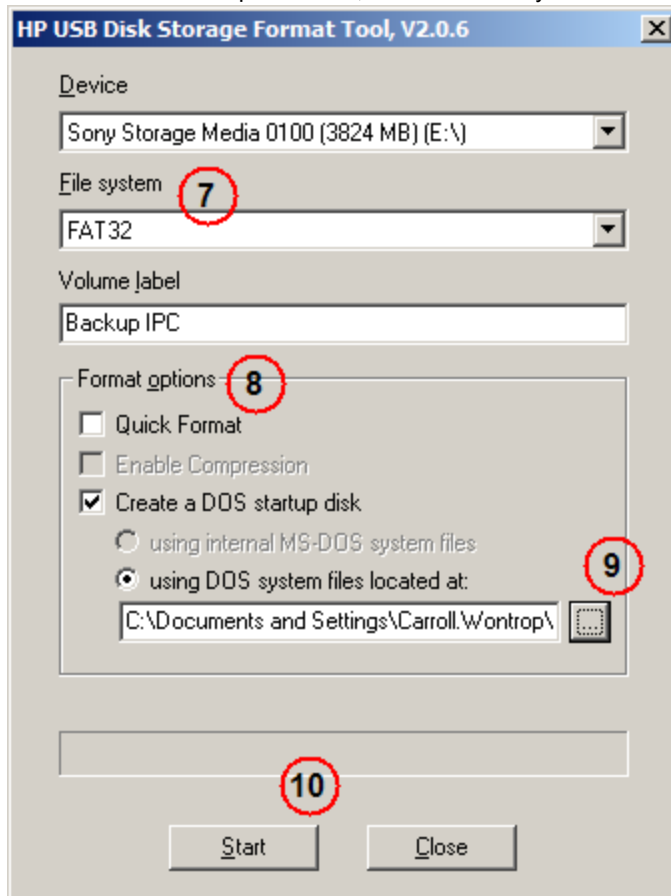 HP USB Disk Storage Format Tool, V2.0.6
Device
Sony Storage Media 0100 (3824 MB) (E:\)
File system
7
FAT32
Volume label
Backup IPC
Format options
8
Quick Format
Enable Compression
Create a DOS startup disk
using internal MS-DOS system files
9
using DOS system files located at:
C:\Documents and Settings\Carroll.Wontrop\
...
10
Start
Close